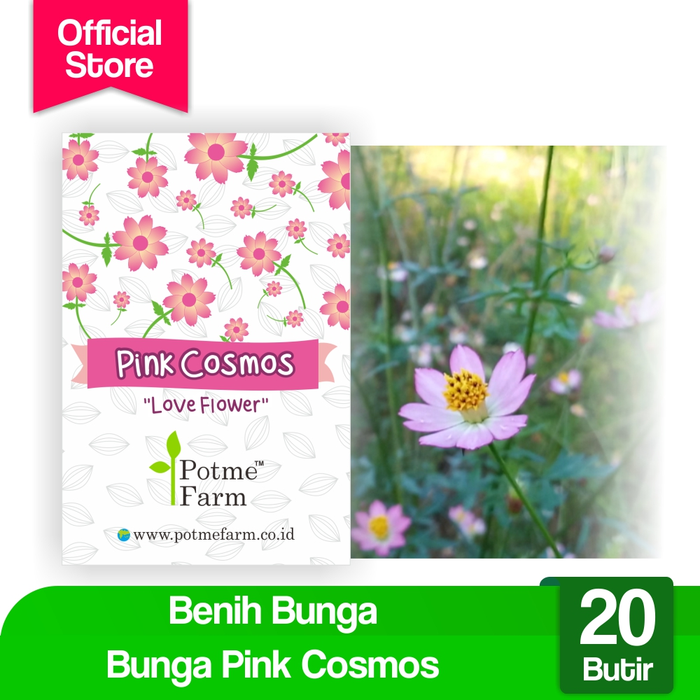 Official
Store
Pink Cosmos
"Love Flower"
Potme™
Farm
www.potmefarm.co.id
Benih Bunga
Bunga Pink Cosmos
20
Butir